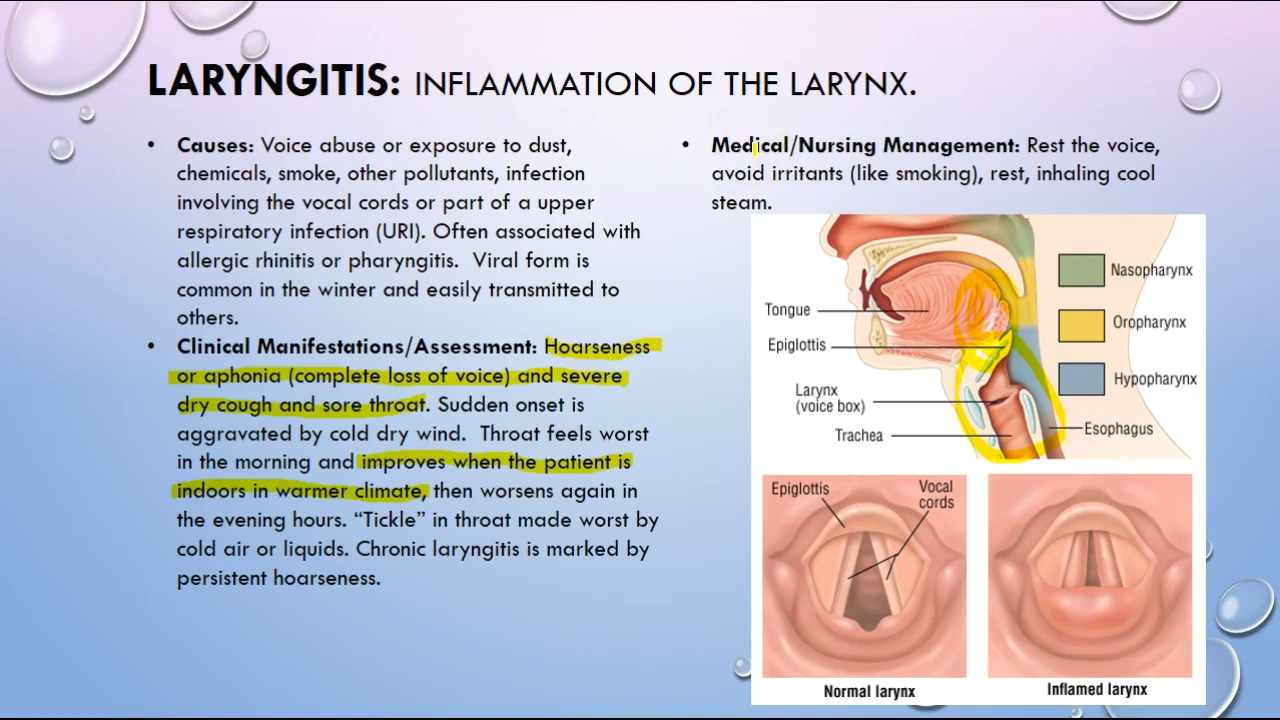 LARYNGITIS: INFLAMMATION OF THE LARYNX.
• Causes: Voice abuse or exposure to dust,
chemicals, smoke, other pollutants, infection
involving the vocal cords or part of a upper
respiratory infection (URI). Often associated with
allergic rhinitis or pharyngitis. Viral form is
common in the winter and easily transmitted to
others.
• Clinical Manifestations/Assessment: Hoarseness
or aphonia (complete loss of voice) and severe
dry cough and sore throat. Sudden onset is
aggravated by cold dry wind. Throat feels worst
in the morning and improves when the patient is
indoors in warmer climate, then worsens again in
the evening hours. “Tickle” in throat made worst by
cold air or liquids. Chronic laryngitis is marked by
persistent hoarseness.
• Medical/Nursing Management: Rest the voice,
avoid irritants (like smoking), rest, inhaling cool
steam.
Nasopharynx
Tongue
Oropharynx
Epiglottis
Hypopharynx
Larynx
(voice box)
Esophagus
Trachea
Epiglottis
Vocal
cords
Normal larynx
Inflamed larynx